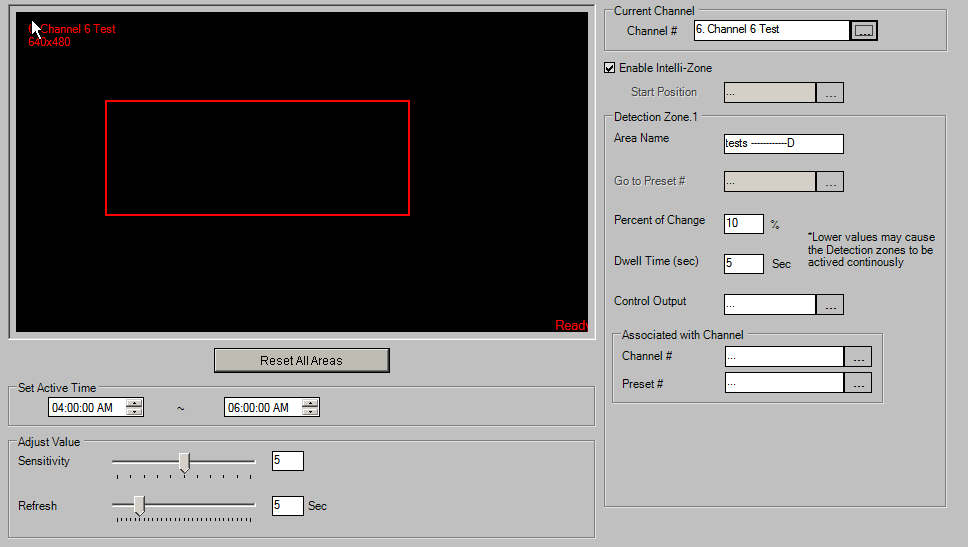 6. Channel 6 Test
640x480
Ready
Reset All Areas
Set Active Time
04:00:00 AM ~ 06:00:00 AM
Adjust Value
Sensitivity 5
Refresh 5 Sec
Current Channel
Channel # 6. Channel 6 Test ...
Enable Intelli-Zone
Start Position ... ...
Detection Zone.1
Area Name tests ------------D
Go to Preset # ... ...
Percent of Change 10 %
*Lower values may cause
the Detection zones to be
actived continously
Dwell Time (sec) 5 Sec
Control Output ... ...
Associated with Channel
Channel # ... ...
Preset # ... ...